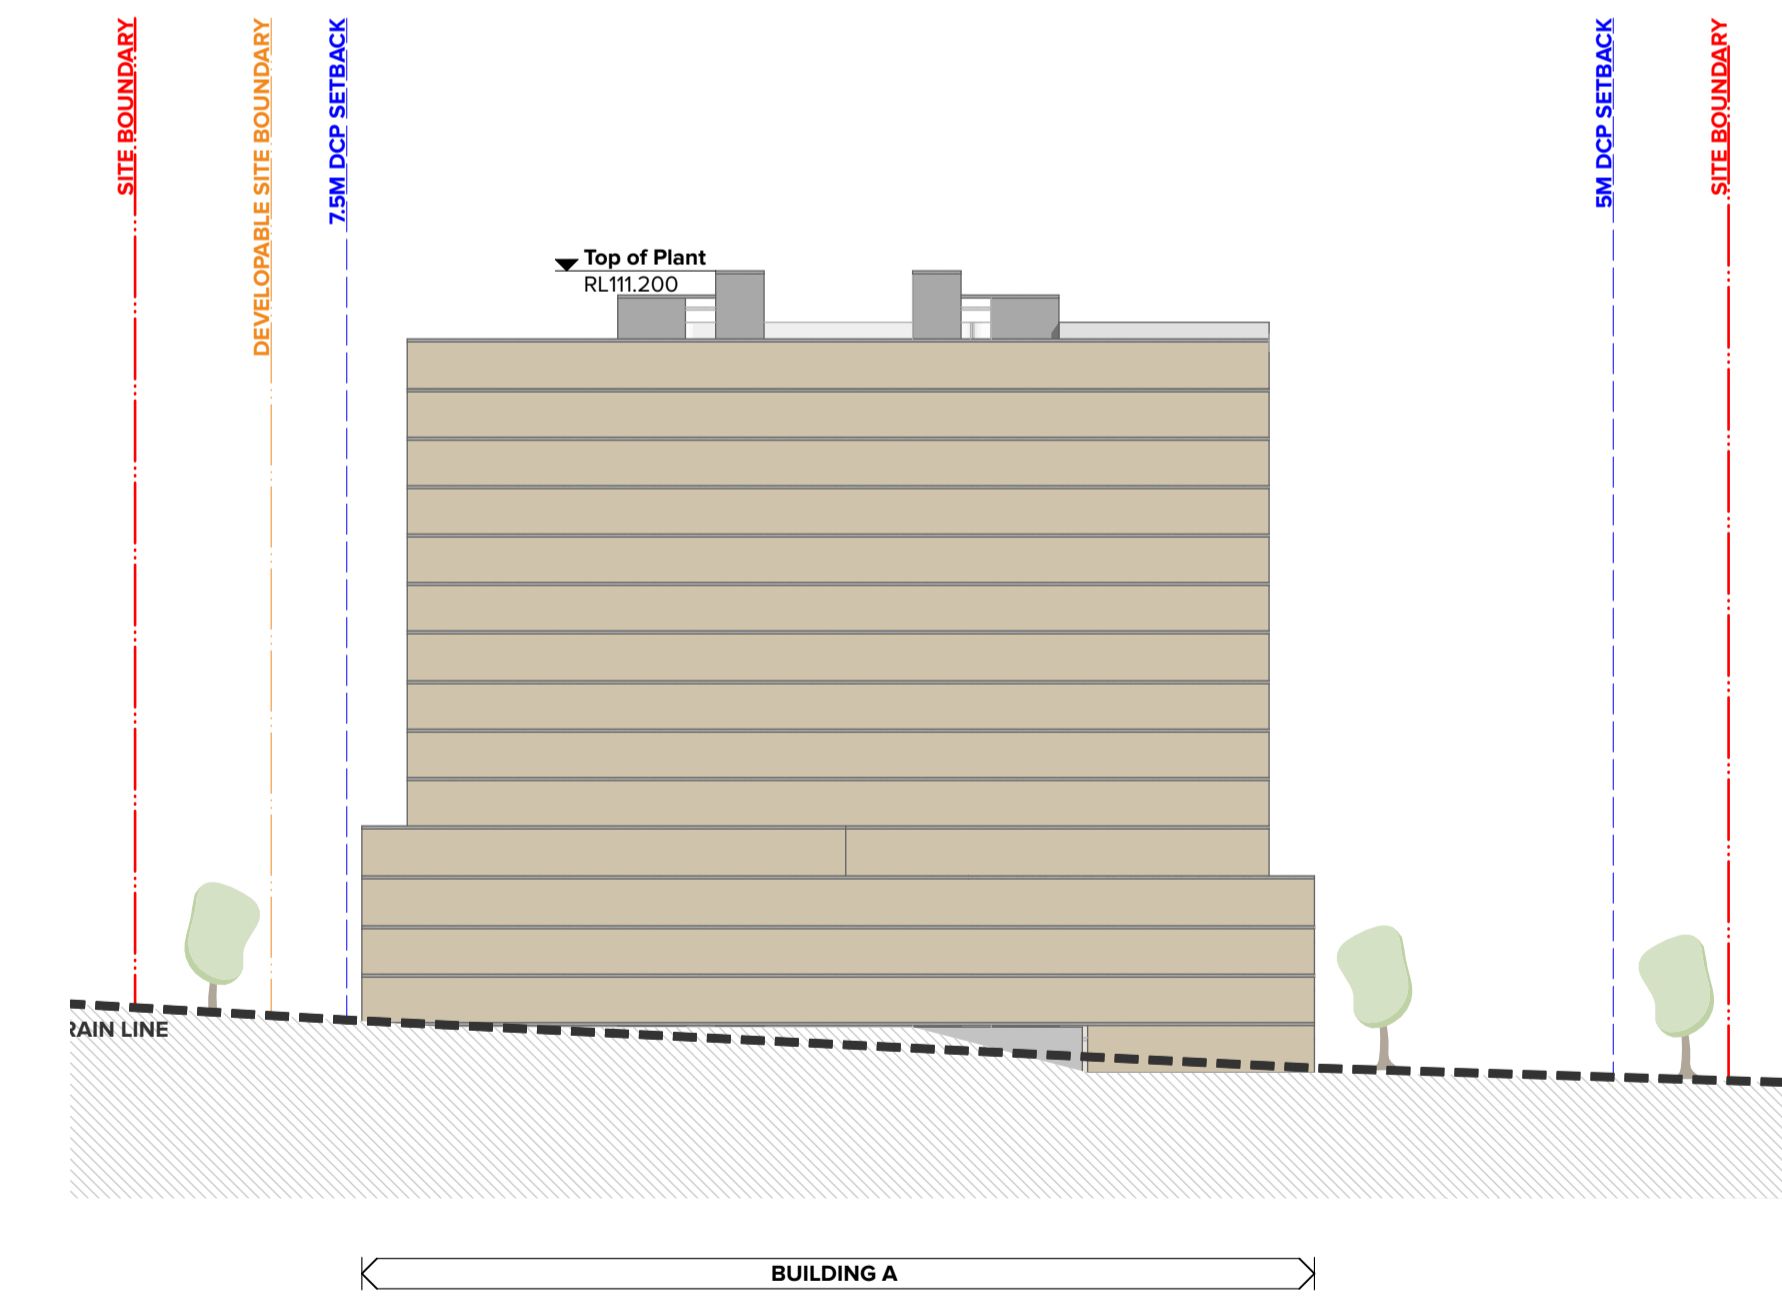 SITE BOUNDARY
DEVELOPABLE SITE BOUNDARY
7.5M DCP SETBACK
5M DCP SETBACK
SITE BOUNDARY
Top of Plant
RL111.200
RAIN LINE
BUILDING A